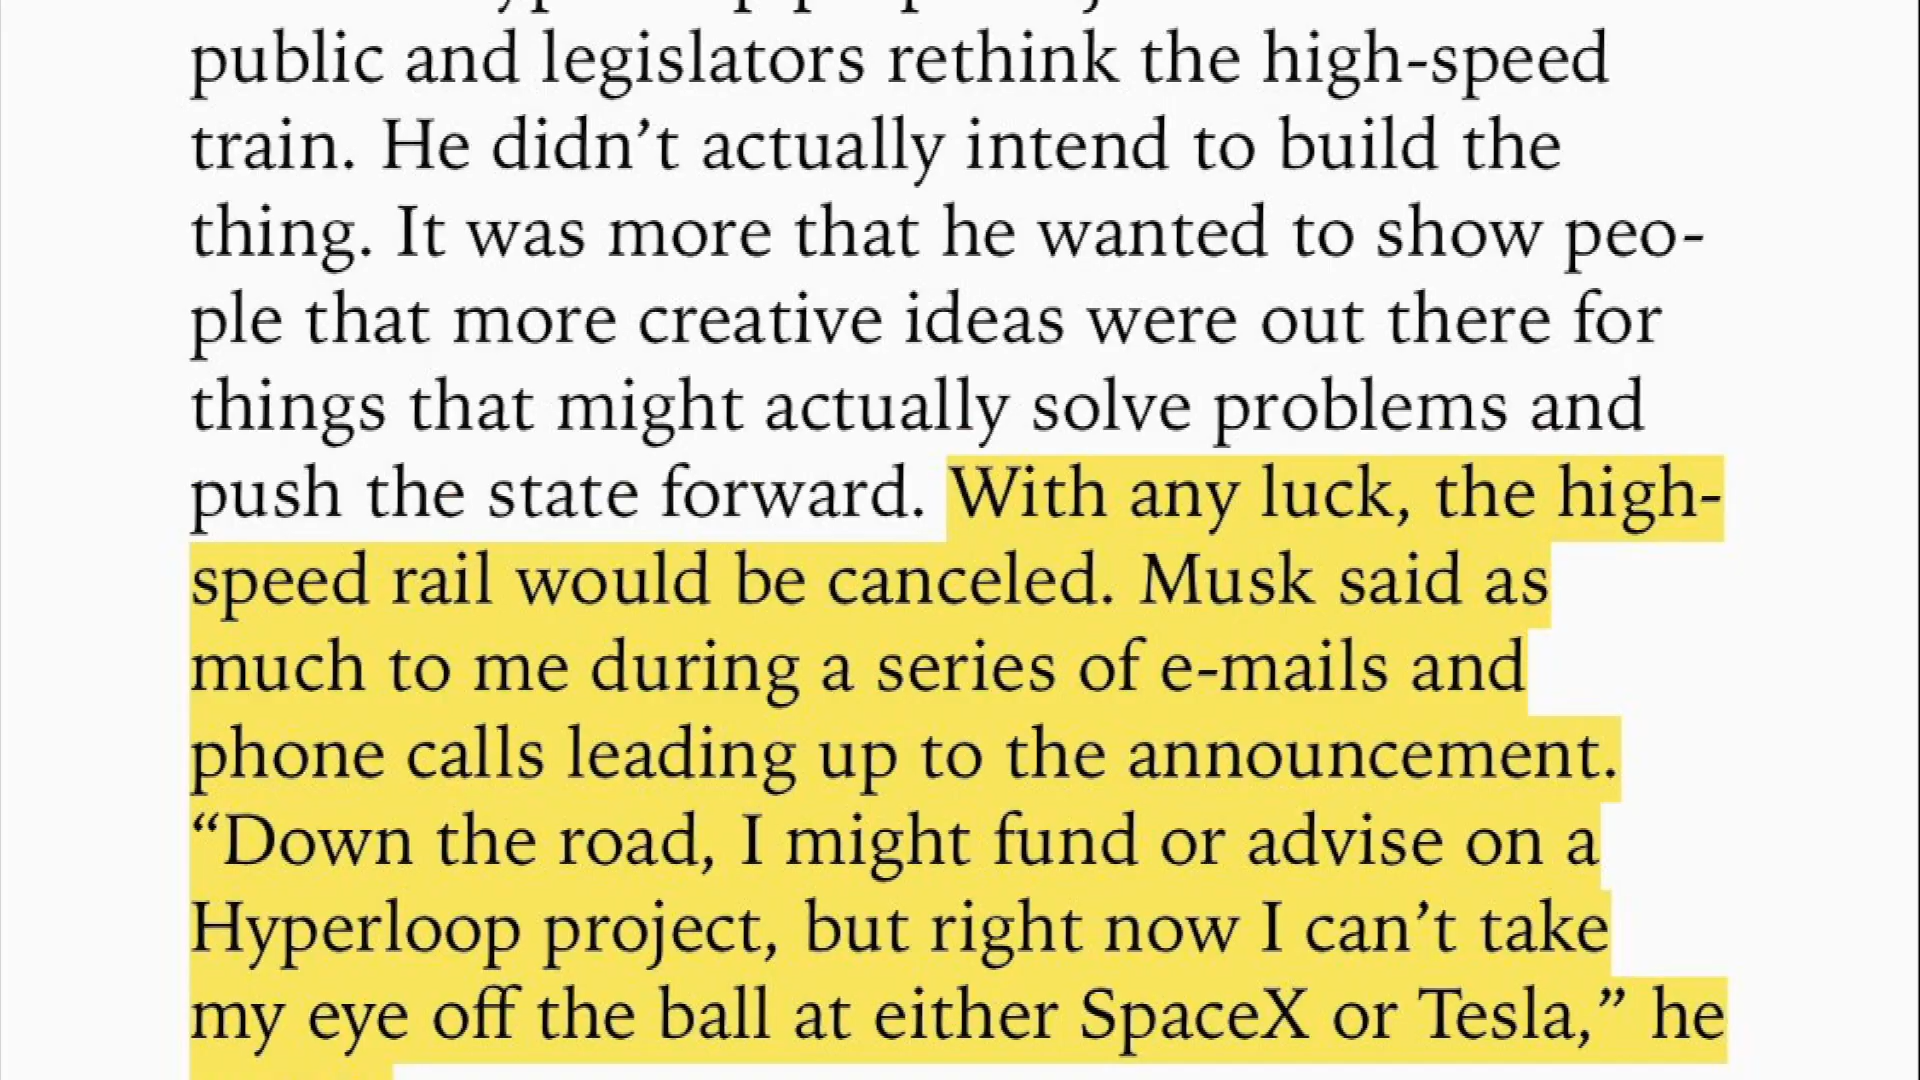 public and legislators rethink the high-speed
train. He didn’t actually intend to build the
thing. It was more that he wanted to show peo-
ple that more creative ideas were out there for
things that might actually solve problems and
push the state forward. With any luck, the high-
speed rail would be canceled. Musk said as
much to me during a series of e-mails and
phone calls leading up to the announcement.
“Down the road, I might fund or advise on a
Hyperloop project, but right now I can’t take
my eye off the ball at either SpaceX or Tesla,” he